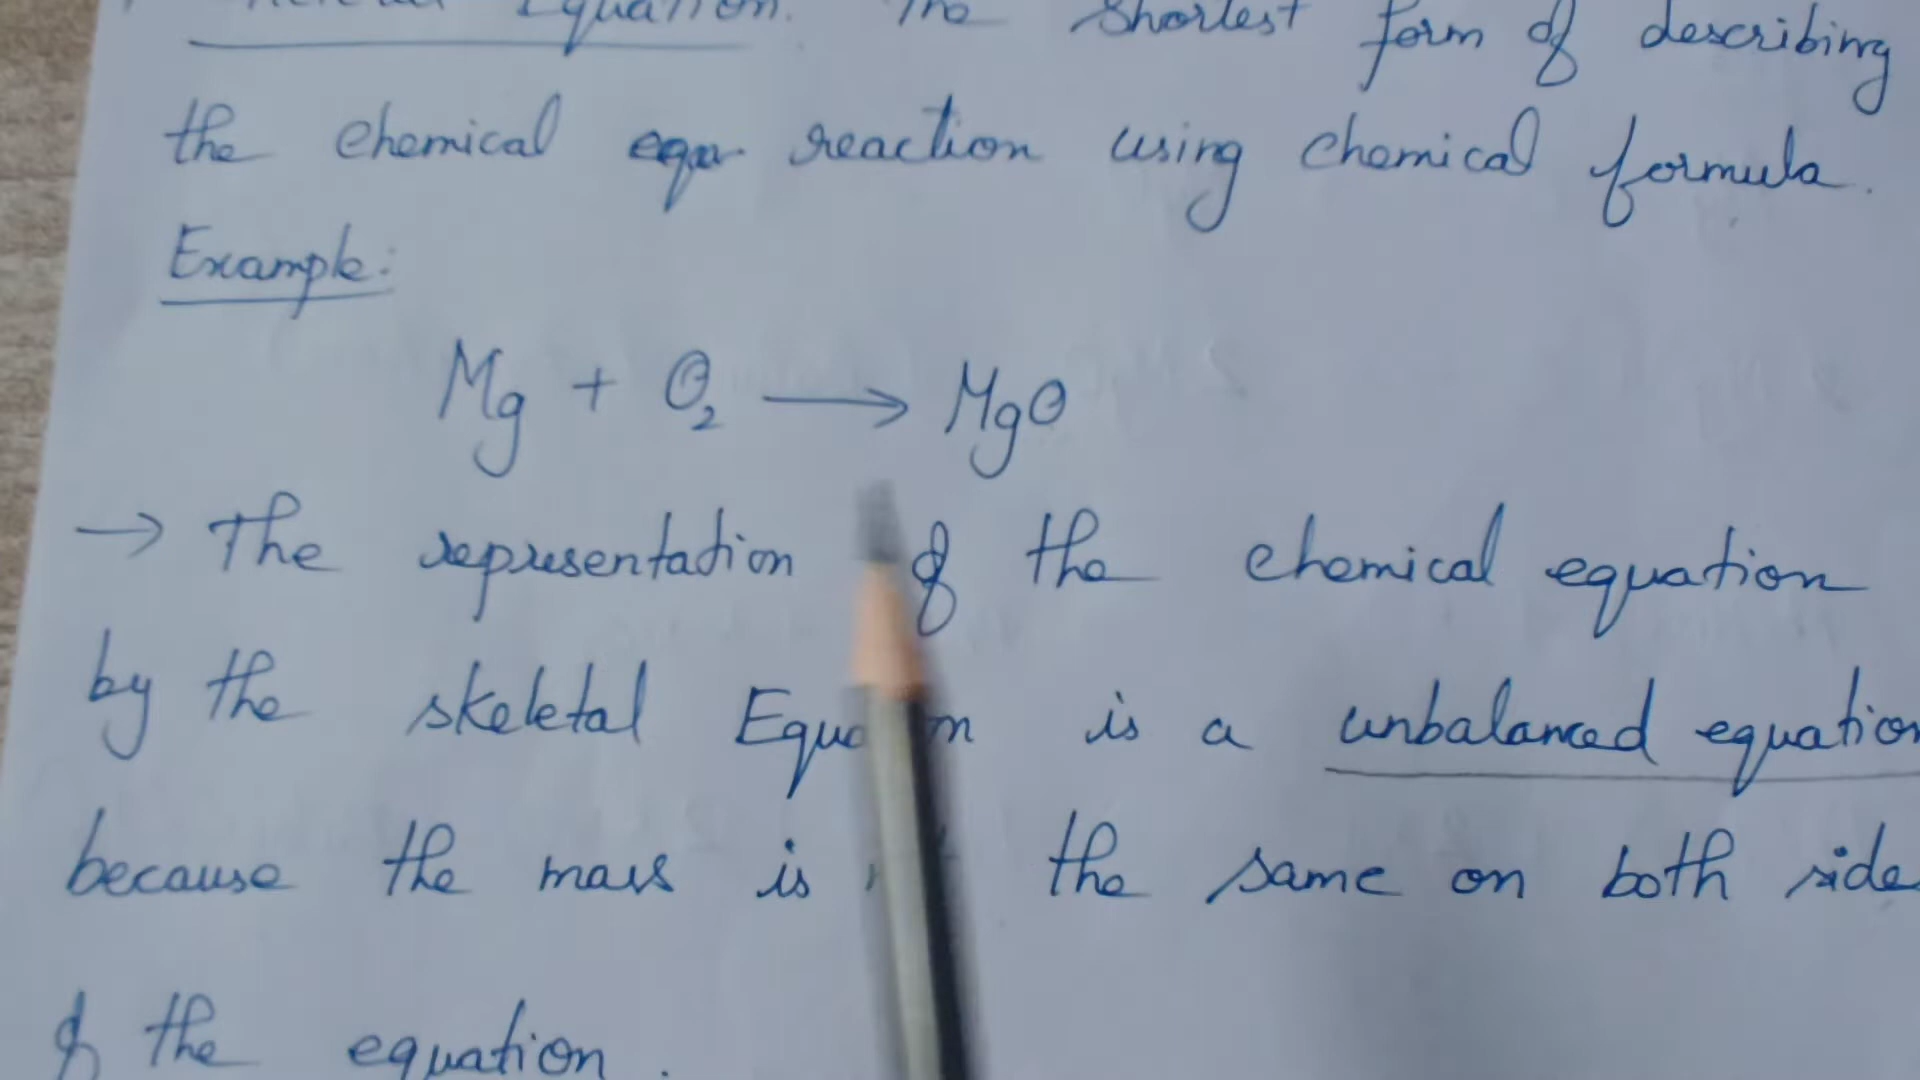 Equation. The shortest form of describing
the chemical equa reaction using chemical formula.
Example:
Mg + O₂ → MgO
→ The representation of the chemical equation
by the skeletal is a unbalanced equation
because the mass is the same on both side
of the equation.